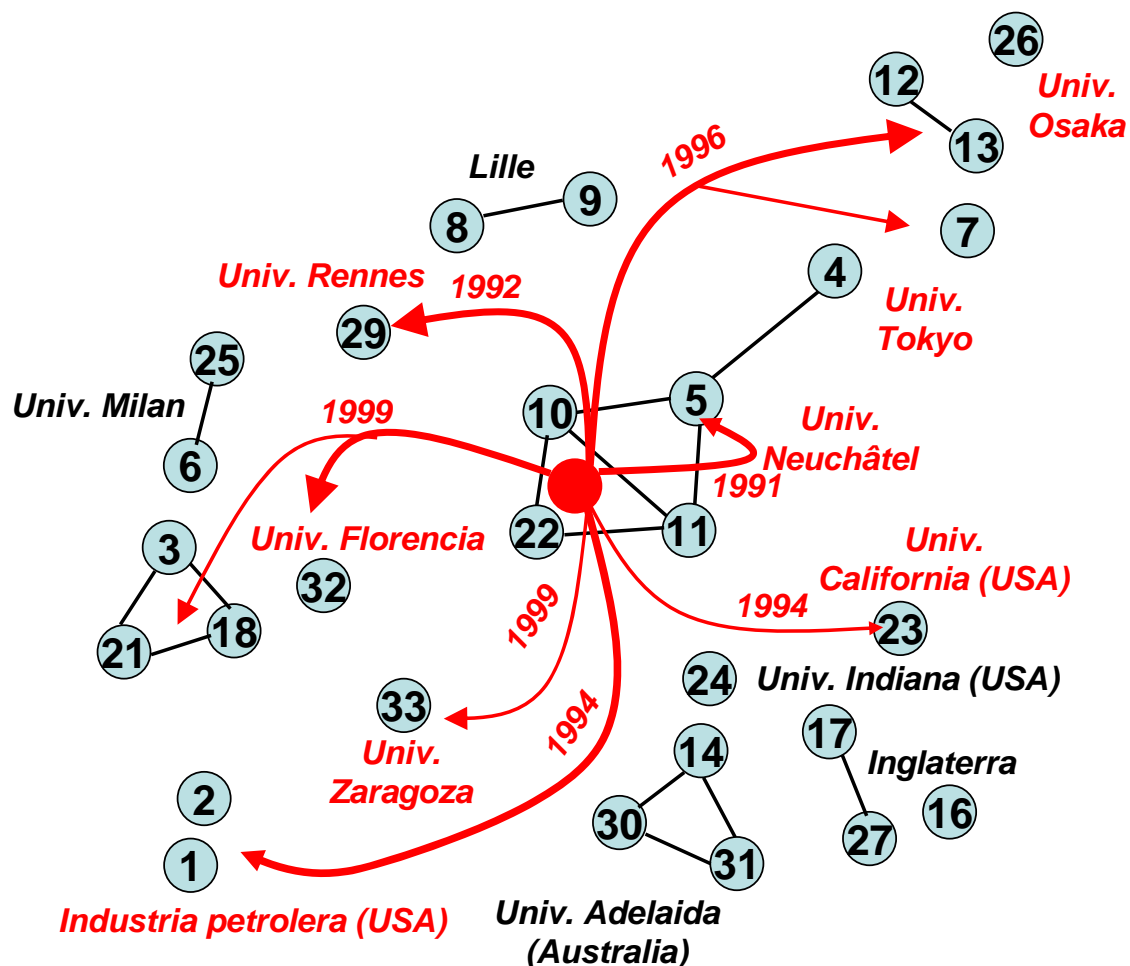 26
12
Univ.
Osaka
13
1996
Lille
9
8
7
4
Univ. Rennes
1992
Univ.
Tokyo
29
25
Univ. Milan
1999
10
5
Univ.
Neuchâtel
6
1991
22
11
3
Univ. Florencia
32
Univ.
California (USA)
1999
1994
23
21
18
24
Univ. Indiana (USA)
33
1994
17
14
Univ.
Zaragoza
Inglaterra
2
30
16
27
1
31
Industria petrolera (USA)
Univ. Adelaida
(Australia)